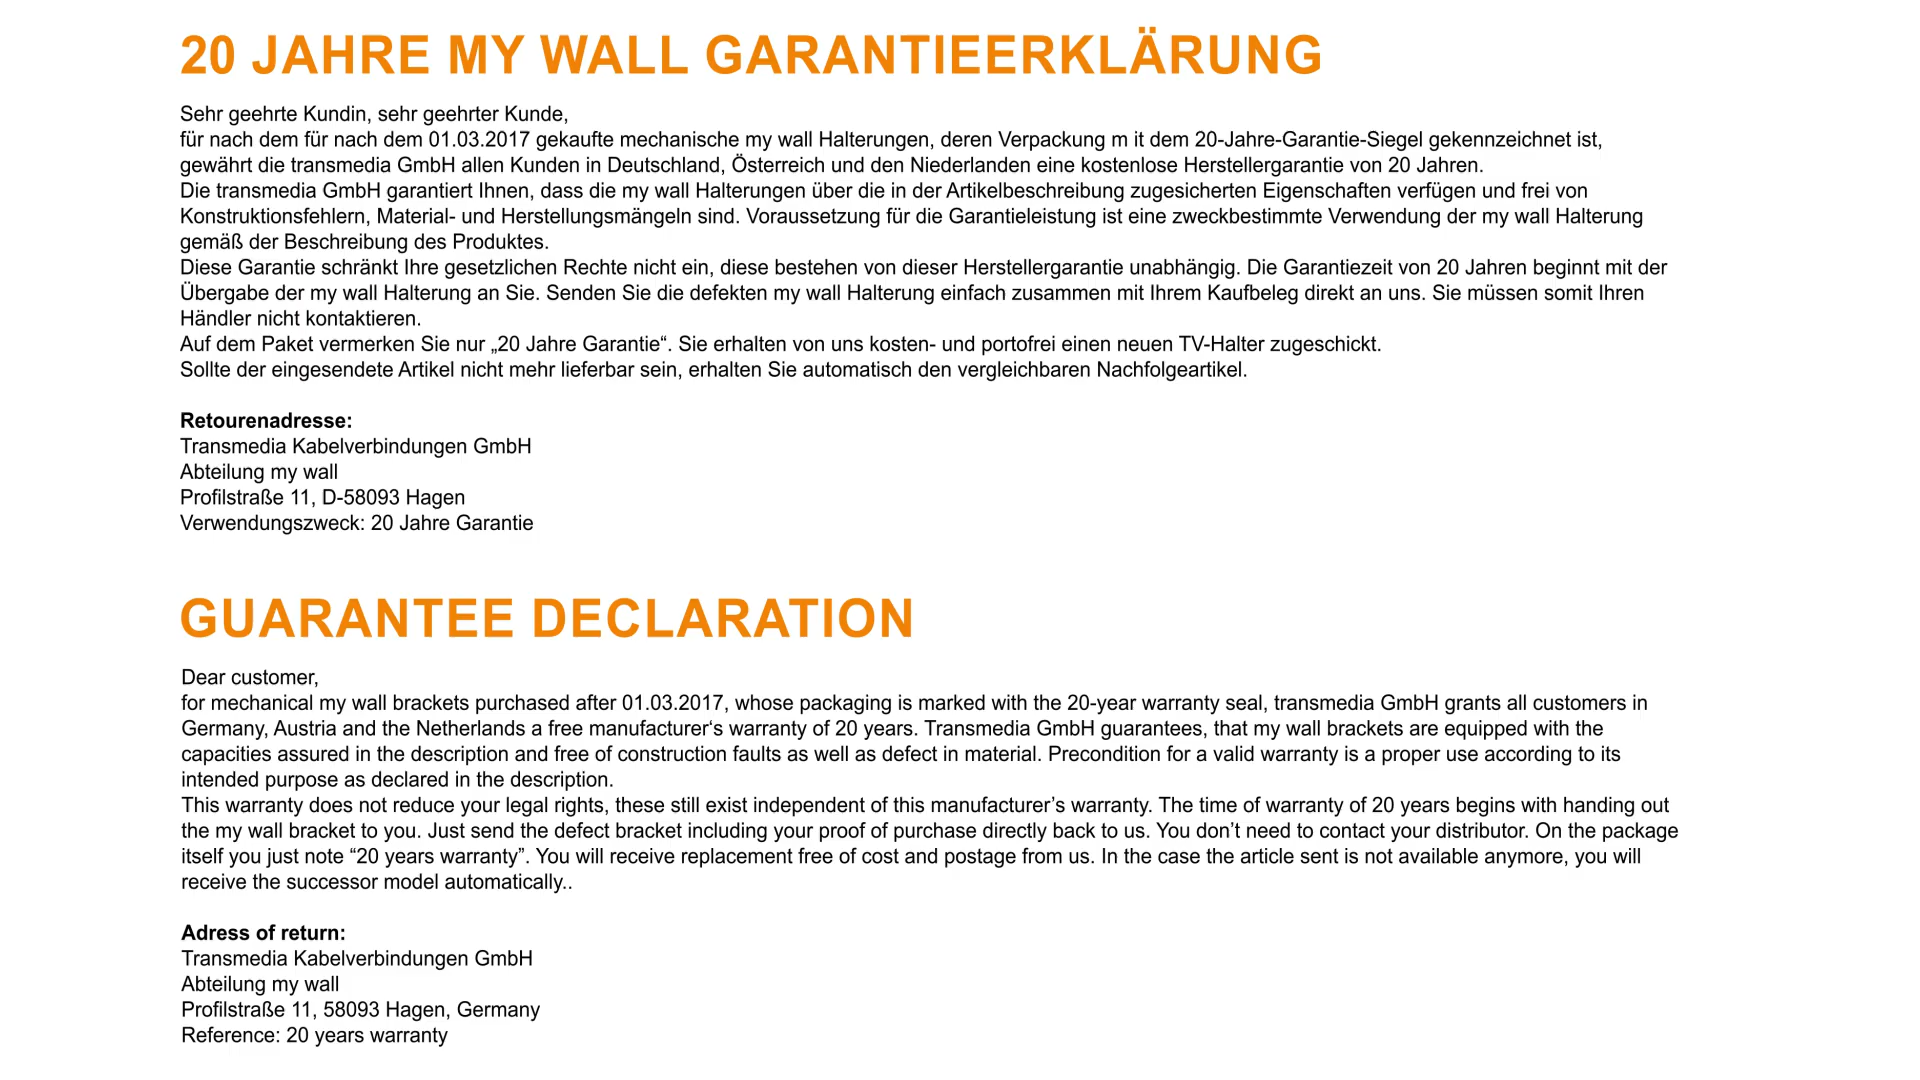 20 JAHRE MY WALL GARANTIEERKLÄRUNG
Sehr geehrte Kundin, sehr geehrter Kunde,
für nach dem für nach dem 01.03.2017 gekaufte mechanische my wall Halterungen, deren Verpackung m it dem 20-Jahre-Garantie-Siegel gekennzeichnet ist,
gewährt die transmedia GmbH allen Kunden in Deutschland, Österreich und den Niederlanden eine kostenlose Herstellergarantie von 20 Jahren.
Die transmedia GmbH garantiert Ihnen, dass die my wall Halterungen über die in der Artikelbeschreibung zugesicherten Eigenschaften verfügen und frei von
Konstruktionsfehlern, Material- und Herstellungsmängeln sind. Voraussetzung für die Garantieleistung ist eine zweckbestimmte Verwendung der my wall Halterung
gemäß der Beschreibung des Produktes.
Diese Garantie schränkt Ihre gesetzlichen Rechte nicht ein, diese bestehen von dieser Herstellergarantie unabhängig. Die Garantiezeit von 20 Jahren beginnt mit der
Übergabe der my wall Halterung an Sie. Senden Sie die defekten my wall Halterung einfach zusammen mit Ihrem Kaufbeleg direkt an uns. Sie müssen somit Ihren
Händler nicht kontaktieren.
Auf dem Paket vermerken Sie nur „20 Jahre Garantie“. Sie erhalten von uns kosten- und portofrei einen neuen TV-Halter zugeschickt.
Sollte der eingesendete Artikel nicht mehr lieferbar sein, erhalten Sie automatisch den vergleichbaren Nachfolgeartikel.
Retourenadresse:
Transmedia Kabelverbindungen GmbH
Abteilung my wall
Profilstraße 11, D-58093 Hagen
Verwendungszweck: 20 Jahre Garantie
GUARANTEE DECLARATION
Dear customer,
for mechanical my wall brackets purchased after 01.03.2017, whose packaging is marked with the 20-year warranty seal, transmedia GmbH grants all customers in
Germany, Austria and the Netherlands a free manufacturer‘s warranty of 20 years. Transmedia GmbH guarantees, that my wall brackets are equipped with the
capacities assured in the description and free of construction faults as well as defect in material. Precondition for a valid warranty is a proper use according to its
intended purpose as declared in the description.
This warranty does not reduce your legal rights, these still exist independent of this manufacturer’s warranty. The time of warranty of 20 years begins with handing out
the my wall bracket to you. Just send the defect bracket including your proof of purchase directly back to us. You don’t need to contact your distributor. On the package
itself you just note “20 years warranty”. You will receive replacement free of cost and postage from us. In the case the article sent is not available anymore, you will
receive the successor model automatically..
Adress of return:
Transmedia Kabelverbindungen GmbH
Abteilung my wall
Profilstraße 11, 58093 Hagen, Germany
Reference: 20 years warranty